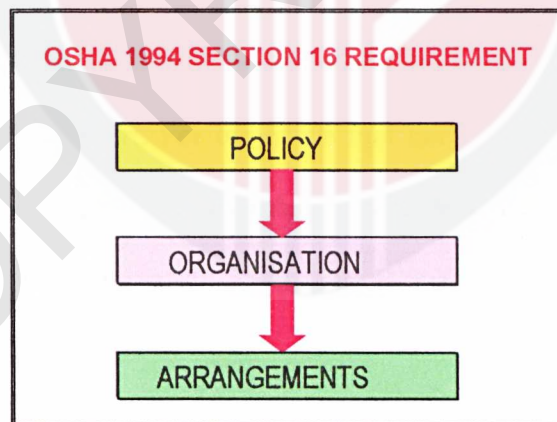 OSHA 1994 SECTION 16 REQUIREMENT
POLICY
ORGANISATION
ARRANGEMENTS